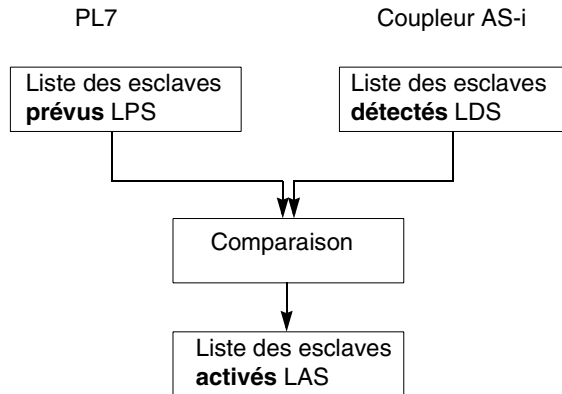 PL7
Coupleur AS-i
Liste des esclaves
prévus LPS
Liste des esclaves
détectés LDS
Comparaison
Liste des esclaves
activés LAS